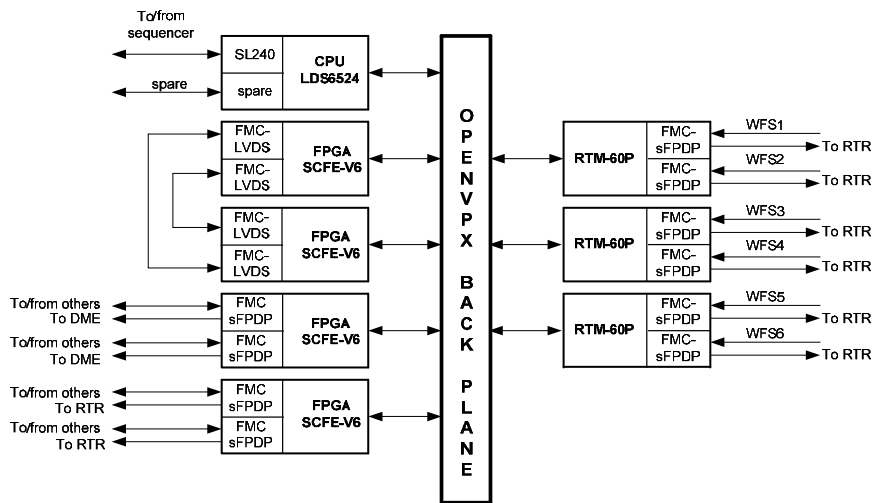 To/from
sequencer
spare
SL240
spare
CPU
LDS6524
FMC-
LVDS
FMC-
LVDS
FPGA
SCFE-V6
FMC-
LVDS
FMC-
LVDS
FPGA
SCFE-V6
To/from others
To DME
To/from others
To DME
FMC
sFPDP
FMC
sFPDP
FPGA
SCFE-V6
To/from others
To RTR
To/from others
To RTR
FMC
sFPDP
FMC
sFPDP
FPGA
SCFE-V6
OPENVPX BACK PLANE
RTM-60P
FMC-
sFPDP
FMC-
sFPDP
WFS1
To RTR
WFS2
To RTR
RTM-60P
FMC-
sFPDP
FMC-
sFPDP
WFS3
To RTR
WFS4
To RTR
RTM-60P
FMC-
sFPDP
FMC-
sFPDP
WFS5
To RTR
WFS6
To RTR